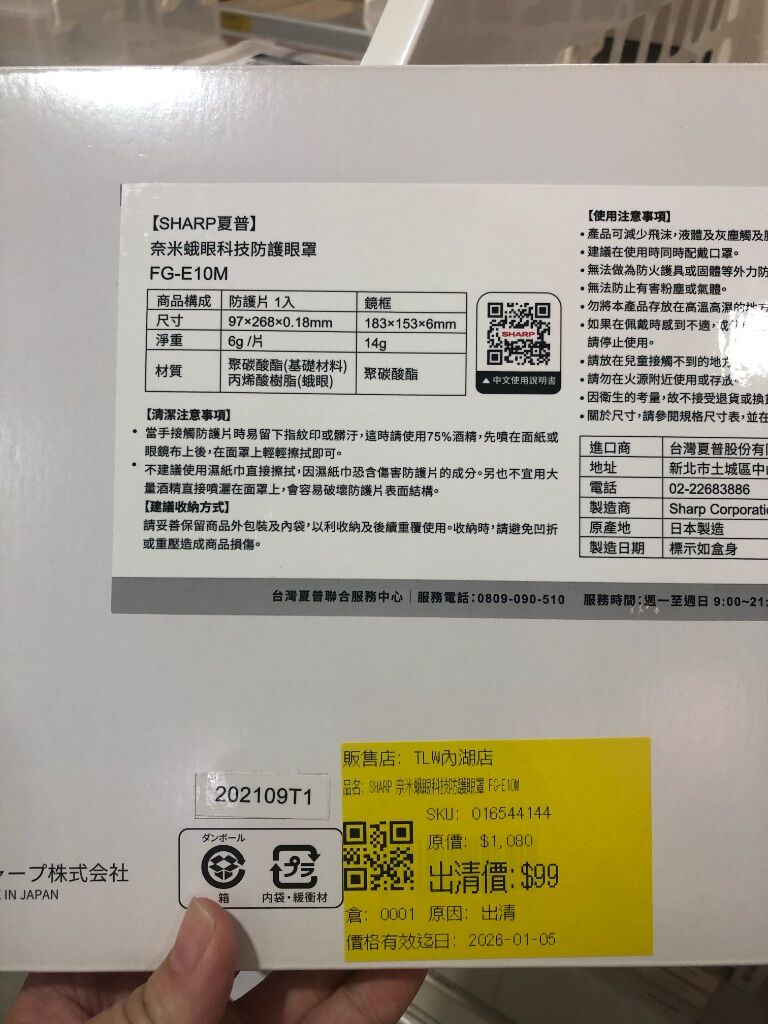 【SHARP夏普】
奈米蛾眼科技防護眼罩
FG-E10M
商品構成 防護片 1入 鏡框
尺寸 97×268×0.18mm 183×153×6mm
淨重 6g /片 14g
材質 聚碳酸酯(基礎材料) 丙烯酸樹脂(蛾眼) 聚碳酸酯
SHARP
▲ 中文使用說明書
【清潔注意事項】
• 當手接觸防護片時易留下指紋印或髒汙，這時請使用75%酒精，先噴在面紙或
眼鏡布上後，在面罩上輕輕擦拭即可。
• 不建議使用濕紙巾直接擦拭，因濕紙巾恐含傷害防護片的成分。另也不宜用大
量酒精直接噴灑在面罩上，會容易破壞防護片表面結構。
【建議收納方式】
請妥善保留商品外包裝及內袋，以利收納及後續重覆使用。收納時，請避免凹折
或重壓造成商品損傷。
【使用注意事項】
• 產品可減少飛沫，液體及灰塵觸及
• 建議在使用時同時配戴口罩。
• 無法做為防火護具或固體等外力防
• 無法防止有害粉塵或氣體。
• 勿將本產品存放在高溫高濕的地方
• 如果在佩戴時感到不適，或
請停止使用。
• 請放在兒童接觸不到的地方
• 請勿在火源附近使用或存放。
• 因衛生的考量，故不接受退貨或換
• 關於尺寸，請參閱規格尺寸表，並在
進口商 台灣夏普股份有
地址 新北市土城區中
電話 02-22683886
製造商 Sharp Corporati
原產地 日本製造
製造日期 標示如盒身
台灣夏普聯合服務中心｜服務電話：0809-090-510 服務時間：週一至週日 9:00~21:
202109T1
ダンボール
箱
プラ
内袋・緩衝材
ープ株式会社
IN JAPAN
販售店: TLW內湖店
品名: SHARP 奈米蛾眼科技防護眼罩 FG-E10M
SKU: 016544144
原價: $1,080
出清價: $99
倉: 0001 原因: 出清
價格有效迄日: 2026-01-05